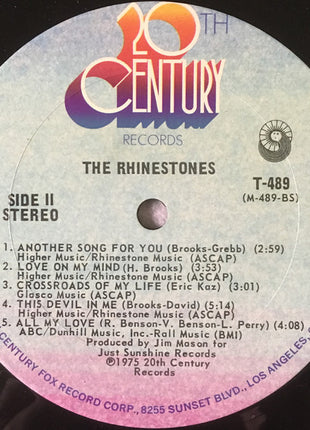 20TH
CENTURY
RECORDS
THE RHINESTONES
SIDE II
STEREO
T-489
(M-489-BS)
1. ANOTHER SONG FOR YOU (Brooks-Grebb) (2:59)
Higher Music/Rhinestone Music (ASCAP)
2. LOVE ON MY MIND (H. Brooks) (3:53)
Higher Music/Rhinestone Music (ASCAP)
3. CROSSROADS OF MY LIFE (Eric Kaz) (3:01)
Glasco Music (ASCAP)
4. THIS DEVIL IN ME (Brooks-David) (5:14)
Higher Music/Rhinestone Music (ASCAP)
5. ALL MY LOVE (R. Benson-V. Benson-L. Perry) (4:08)
ABC/Dunhill Music, Inc.-Rall Music (BMI)
Produced by Jim Mason for
Just Sunshine Records
℗1975 20th Century
Records
CENTURY FOX RECORD CORP., 8255 SUNSET BLVD., LOS ANGELES,